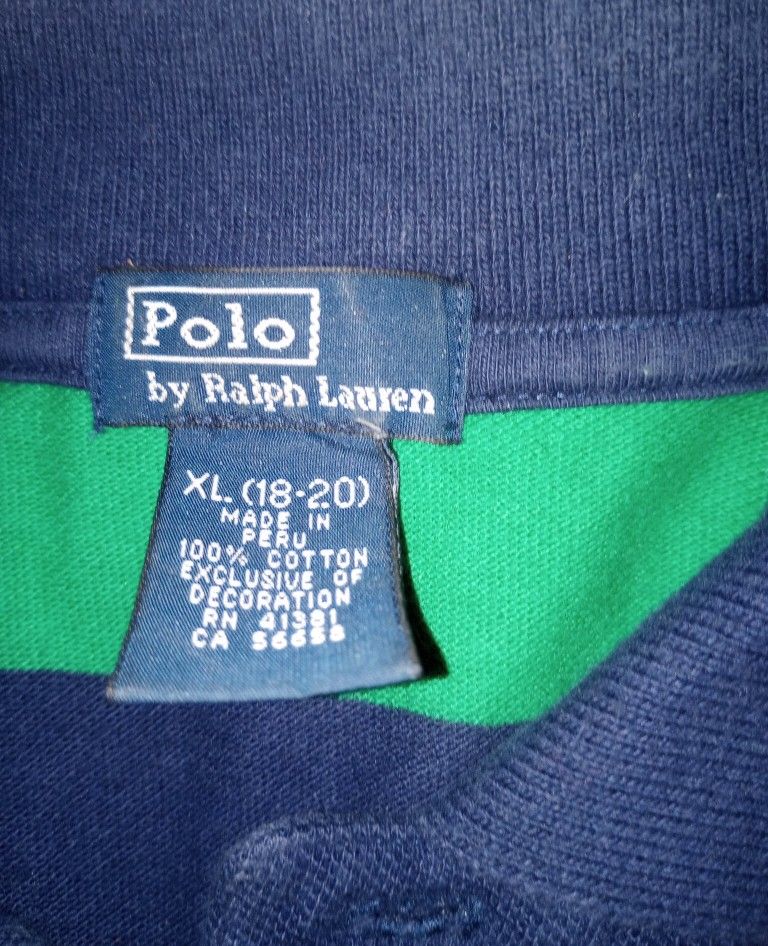 Polo
by Ralph Lauren
XL (18-20)
MADE IN
PERU
100% COTTON
EXCLUSIVE OF
DECORATION
RN 41381
CA 56658